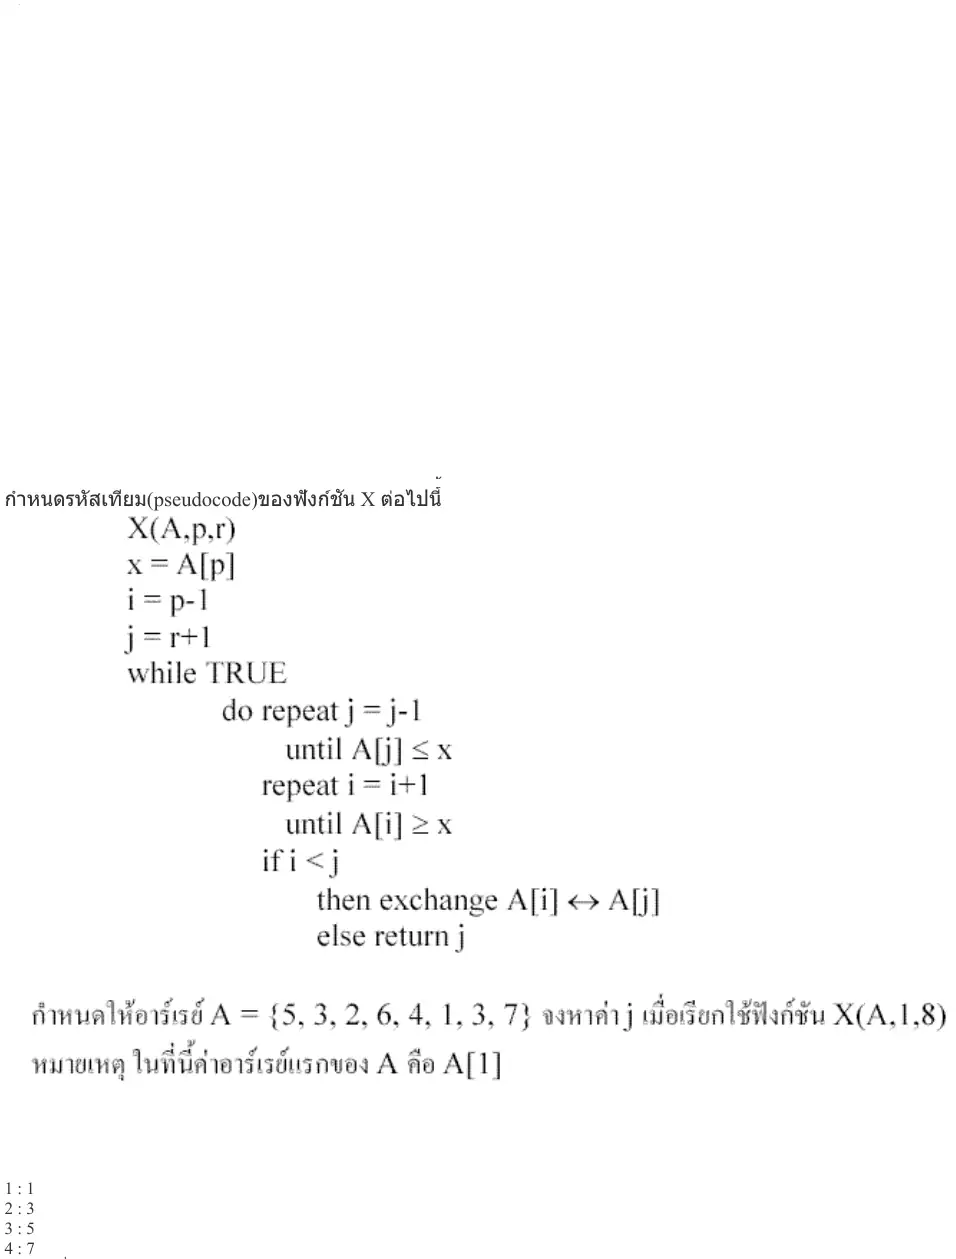 กำหนดรหัสเทียม(pseudocode)ของฟังก์ชัน X ต่อไปนี้
X(A,p,r)
x = A[p]
i = p-1
j = r+1
while TRUE
do repeat j = j-1
until A[j] ≤ x
repeat i = i+1
until A[i] ≥ x
if i < j
then exchange A[i] ↔ A[j]
else return j
กำหนดให้อาร์เรย์ A = {5, 3, 2, 6, 4, 1, 3, 7} จงหาค่า j เมื่อเรียกใช้ฟังก์ชัน X(A,1,8)
หมายเหตุ ในที่นี้ค่าอาร์เรย์แรกของ A คือ A[1]
1 : 1
2 : 3
3 : 5
4 : 7